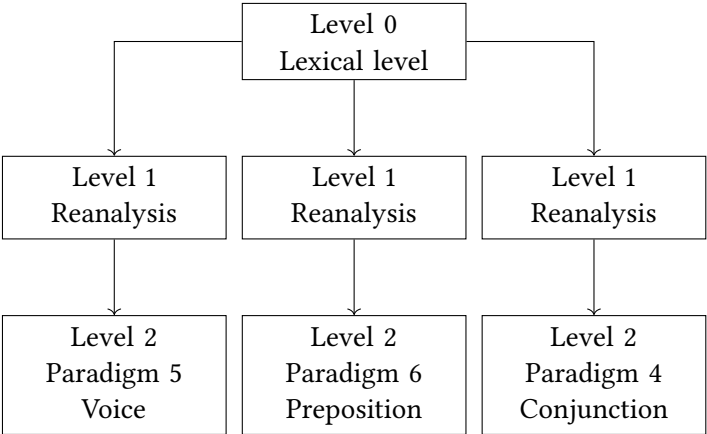 Level 0
Lexical level
Level 1
Reanalysis
Level 1
Reanalysis
Level 1
Reanalysis
Level 2
Paradigm 5
Voice
Level 2
Paradigm 6
Preposition
Level 2
Paradigm 4
Conjunction